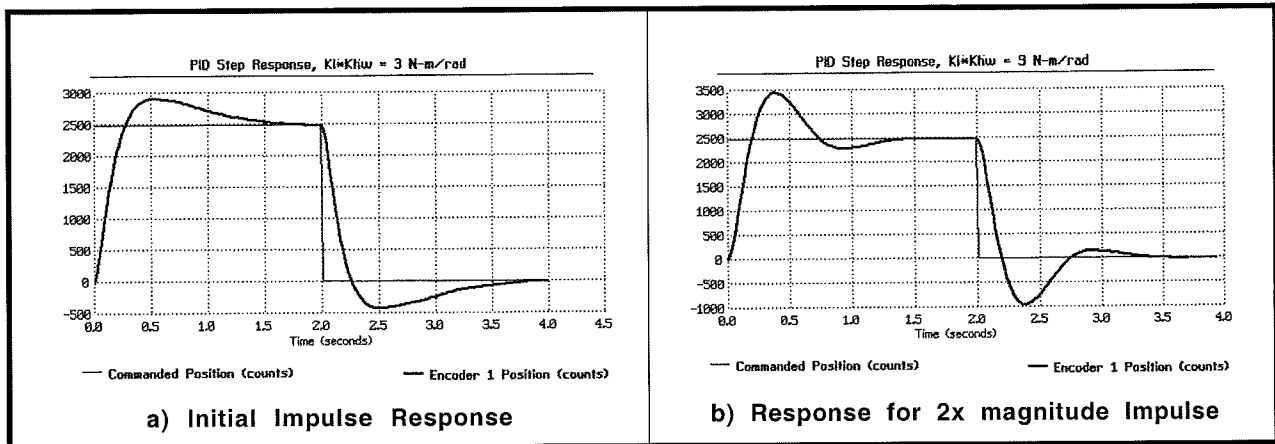 PID Step Response, Ki*Khw = 3 N-m/rad
3000
2500
2000
1500
1000
500
0
-500
0.0 0.5 1.0 1.5 2.0 2.5 3.0 3.5 4.0 4.5
Time (seconds)
Commanded Position (counts) Encoder 1 Position (counts)
a) Initial Impulse Response
PID Step Response, Ki*Khw = 9 N-m/rad
3500
3000
2500
2000
1500
1000
500
0
-500
-1000
0.0 0.5 1.0 1.5 2.0 2.5 3.0 3.5 4.0
Time (seconds)
Commanded Position (counts) Encoder 1 Position (counts)
b) Response for 2x magnitude Impulse